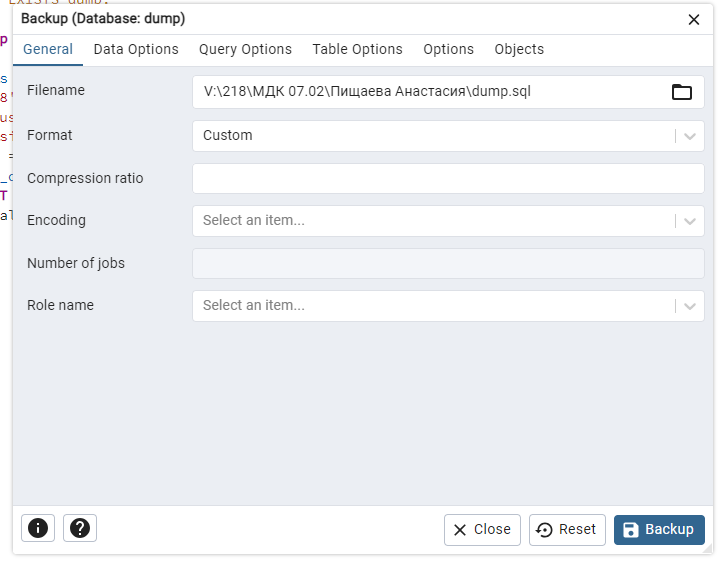 EXISTS dump.
Backup (Database: dump)
General Data Options Query Options Table Options Options Objects
Filename V:\218\МДК 07.02\Пищаева Анастасия\dump.sql
Format Custom
Compression ratio
Encoding Select an item...
Number of jobs
Role name Select an item...
Close Reset Backup